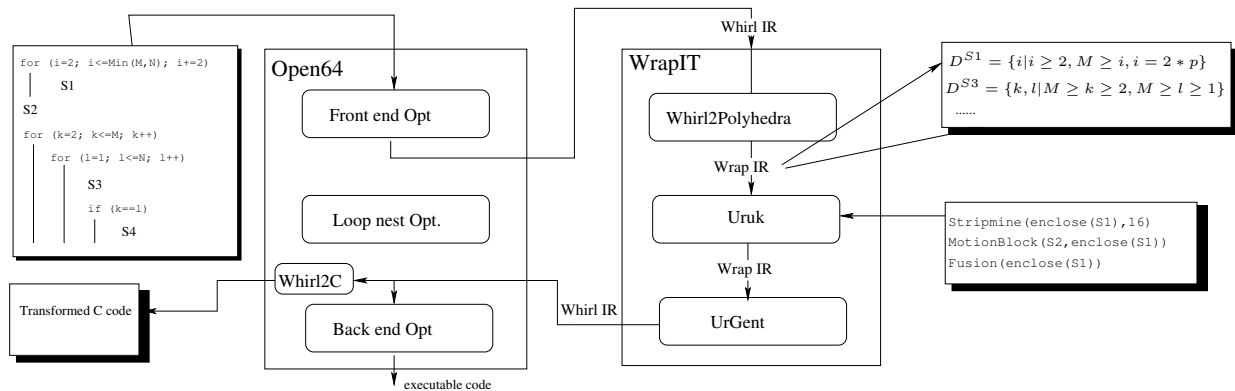 for (i=2; i<=Min(M,N); i+=2)
S1
S2
for (k=2; k<=M; k++)
for (l=1; l<=N; l++)
S3
if (k==l)
S4
Transformed C code
Open64
Front end Opt
Loop nest Opt.
Whirl2C
Back end Opt
executable code
Whirl IR
Whirl IR
WrapIT
Whirl2Polyhedra
Wrap IR
Uruk
Wrap IR
UrGent
D^{S1} = {i|i ≥ 2, M ≥ i, i = 2 * p}
D^{S3} = {k, l|M ≥ k ≥ 2, M ≥ l ≥ 1}
......
Stripmine(enclose(S1),16)
MotionBlock(S2,enclose(S1))
Fusion(enclose(S1))